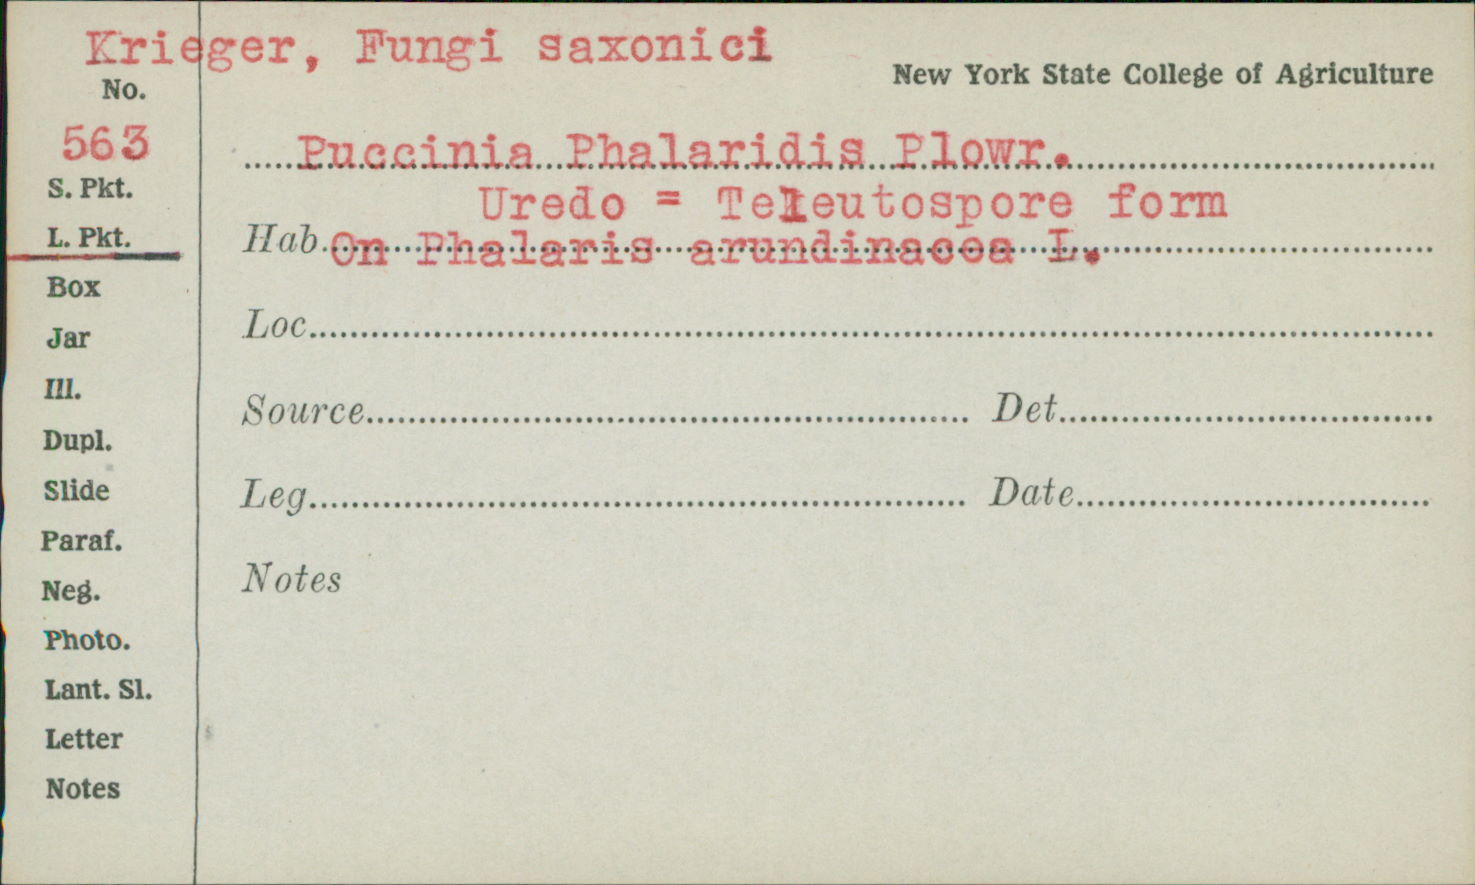 Krieger, Fungi saxonici
New York State College of Agriculture
No.
563
Puccinia Phalaridis Plowr.
S. Pkt.
Uredo = Teleutospore form
L. Pkt.
Hab. On Phalaris arundinacea L.
Box
Loc.
Jar
Ill.
Source Det.
Dupl.
Slide
Leg. Date
Paraf.
Notes
Neg.
Photo.
Lant. Sl.
Letter
Notes